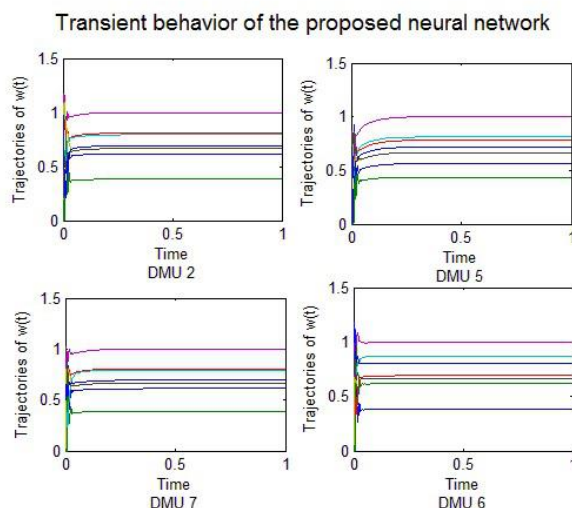 Transient behavior of the proposed neural network
Trajectories of w(t)
1.5
1
0.5
0
0
0.5
1
Time
DMU 2
Trajectories of w(t)
1.5
1
0.5
0
0
0.5
1
Time
DMU 5
Trajectories of w(t)
1.5
1
0.5
0
0
0.5
1
Time
DMU 7
Trajectories of w(t)
1.5
1
0.5
0
0
0.5
1
Time
DMU 6